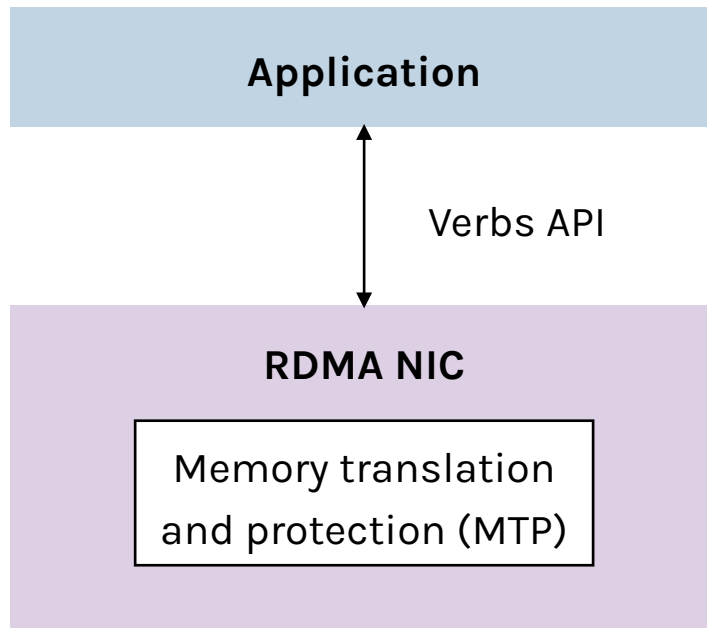 Application
Verbs API
RDMA NIC
Memory translation
and protection (MTP)